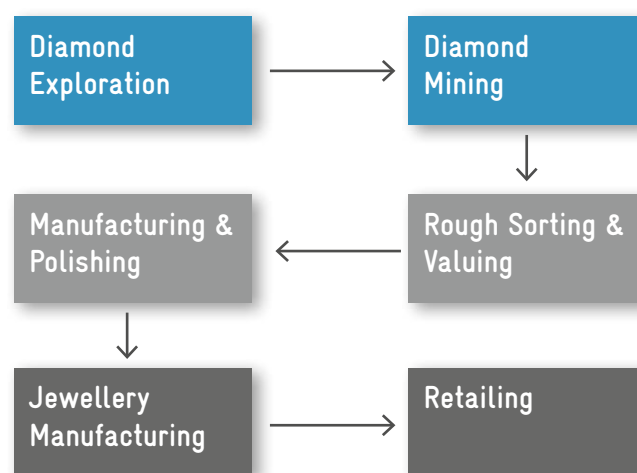 Diamond
Exploration
Diamond
Mining
Rough Sorting &
Valuing
Manufacturing &
Polishing
Jewellery
Manufacturing
Retailing